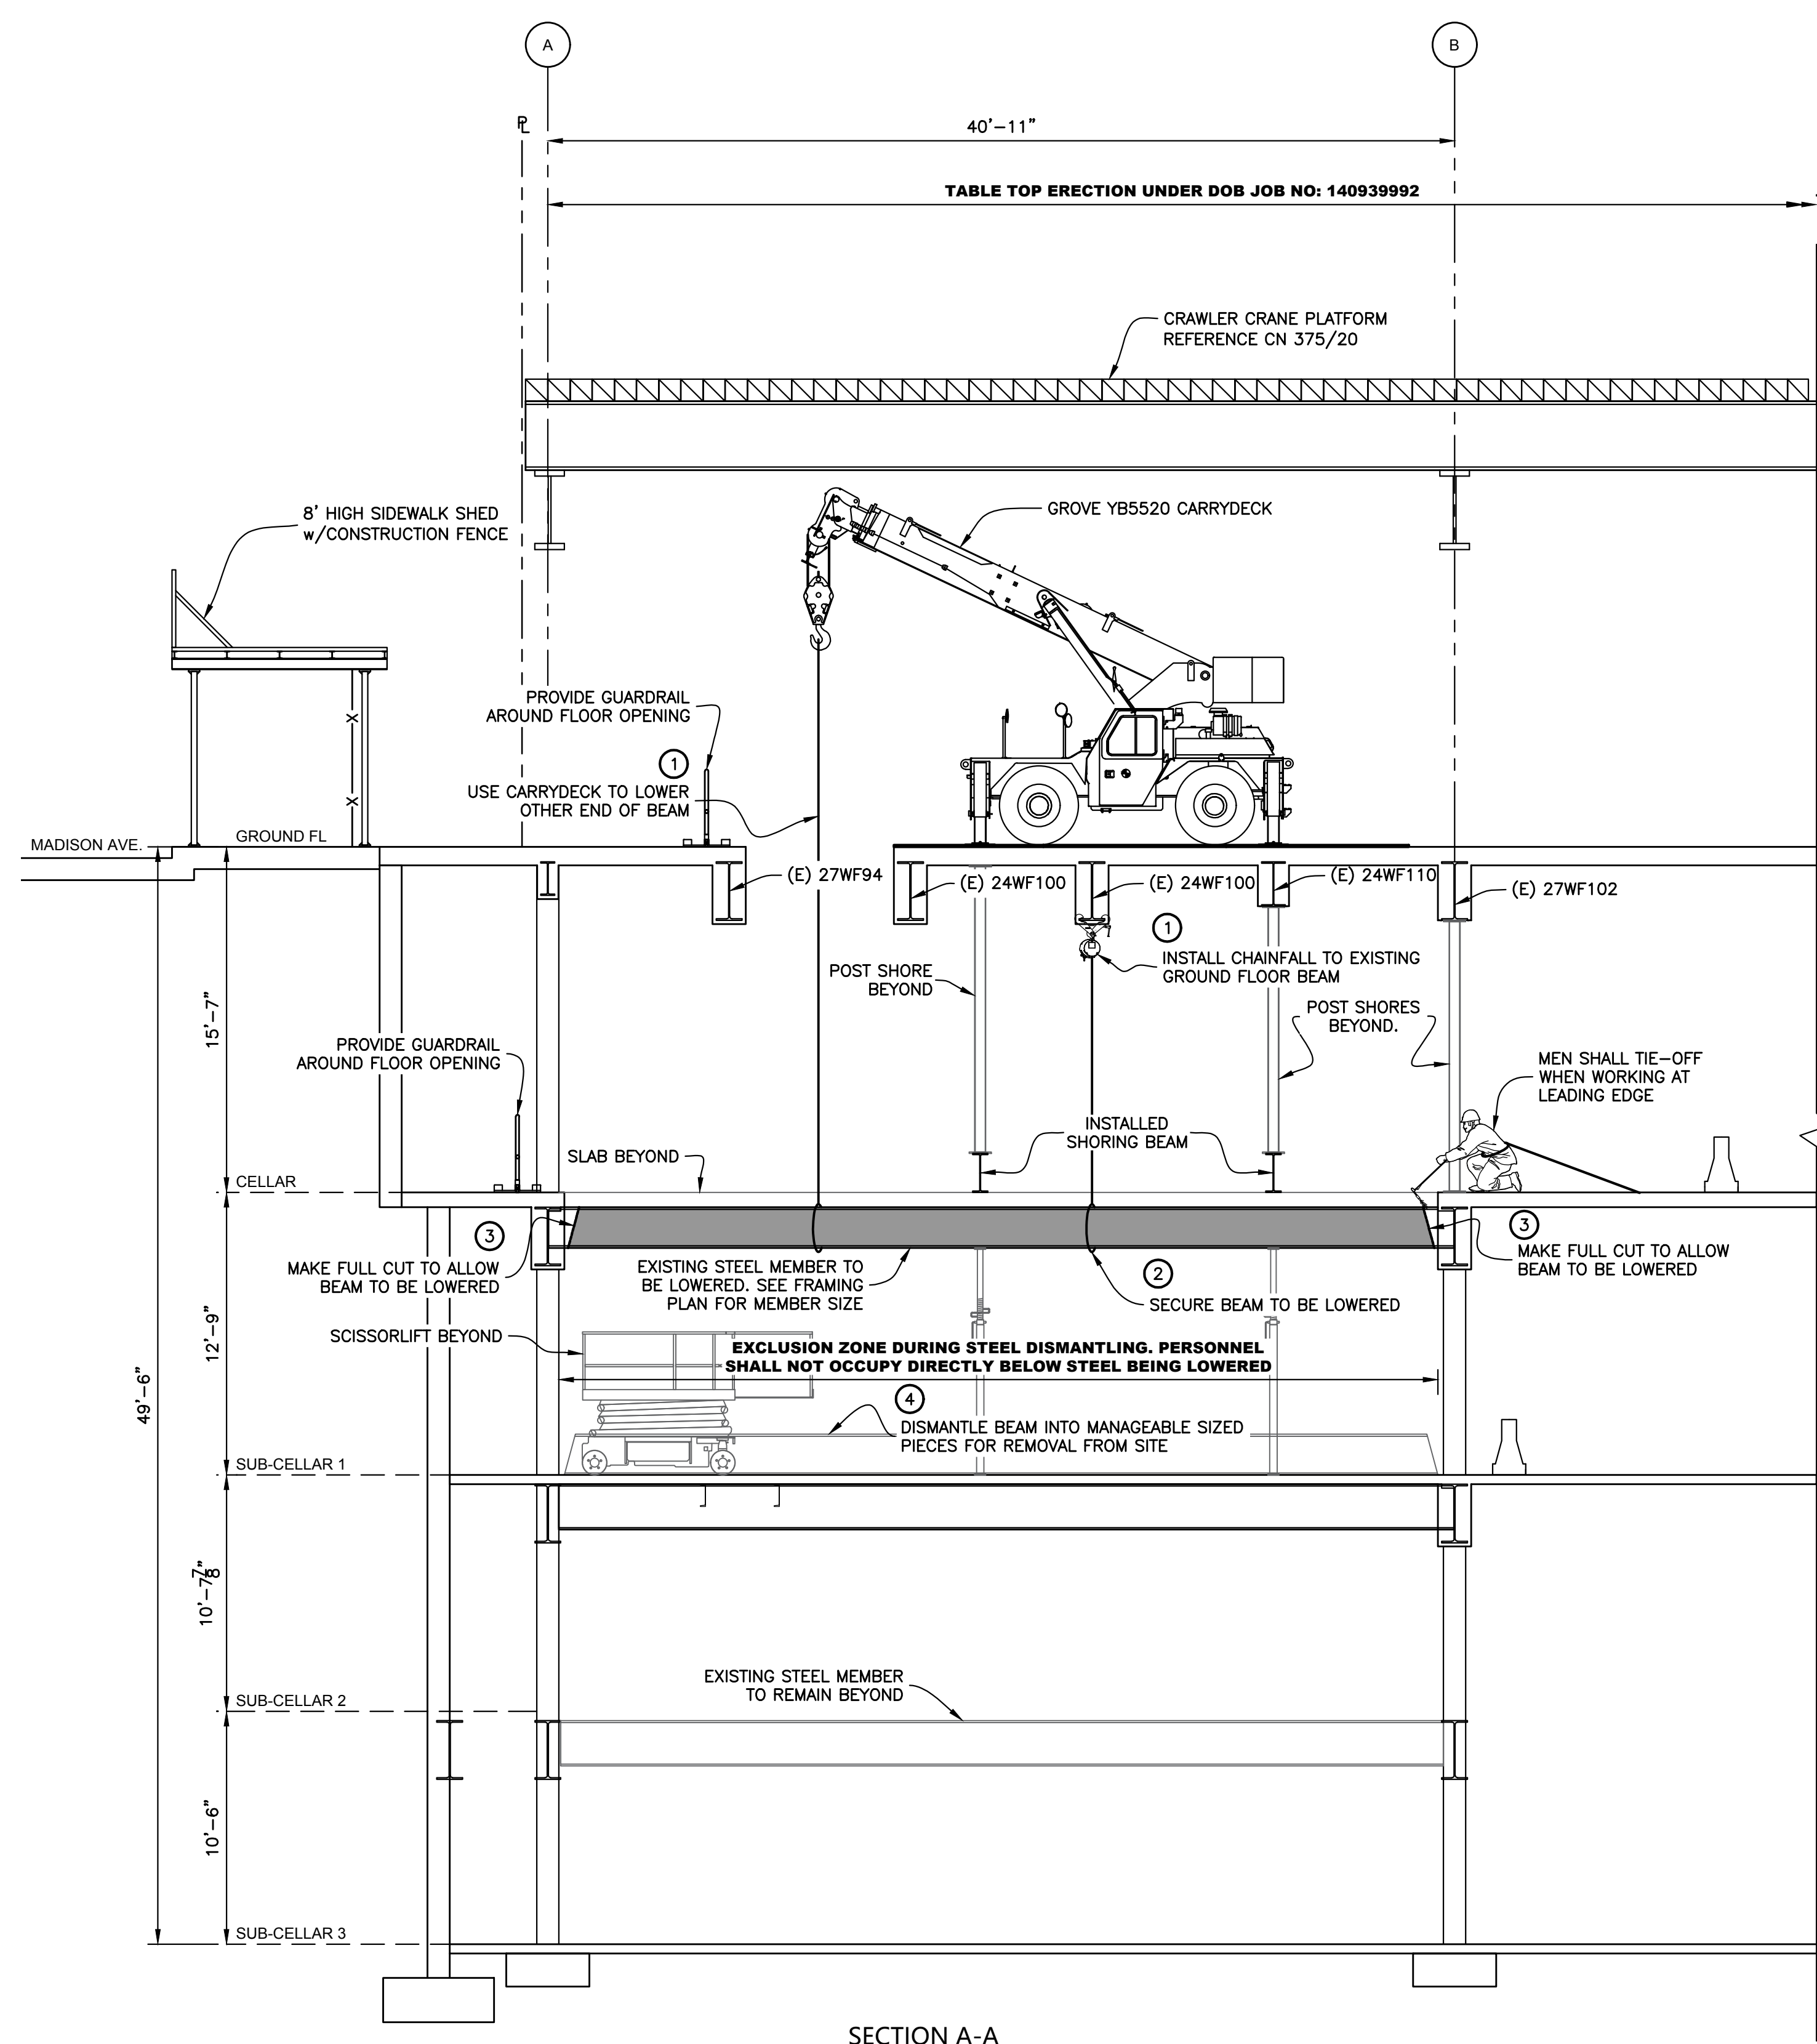 A
B
℄
40'-11"
TABLE TOP ERECTION UNDER DOB JOB NO: 140939992
CRAWLER CRANE PLATFORM
REFERENCE CN 375/20
8' HIGH SIDEWALK SHED
w/CONSTRUCTION FENCE
GROVE YB5520 CARRYDECK
PROVIDE GUARDRAIL
AROUND FLOOR OPENING
1
USE CARRYDECK TO LOWER
OTHER END OF BEAM
X
X
MADISON AVE.
GROUND FL
(E) 27WF94
(E) 24WF100
(E) 24WF100
(E) 24WF110
(E) 27WF102
1
INSTALL CHAINFALL TO EXISTING
GROUND FLOOR BEAM
POST SHORE
BEYOND
POST SHORES
BEYOND.
15'-7"
PROVIDE GUARDRAIL
AROUND FLOOR OPENING
MEN SHALL TIE-OFF
WHEN WORKING AT
LEADING EDGE
INSTALLED
SHORING BEAM
SLAB BEYOND
CELLAR
3
MAKE FULL CUT TO ALLOW
BEAM TO BE LOWERED
EXISTING STEEL MEMBER TO
BE LOWERED. SEE FRAMING
PLAN FOR MEMBER SIZE
2
SECURE BEAM TO BE LOWERED
3
MAKE FULL CUT TO ALLOW
BEAM TO BE LOWERED
12'-9"
SCISSORLIFT BEYOND
EXCLUSION ZONE DURING STEEL DISMANTLING. PERSONNEL
SHALL NOT OCCUPY DIRECTLY BELOW STEEL BEING LOWERED
49'-6"
4
DISMANTLE BEAM INTO MANAGEABLE SIZED
PIECES FOR REMOVAL FROM SITE
SUB-CELLAR 1
10'-7⅞"
EXISTING STEEL MEMBER
TO REMAIN BEYOND
SUB-CELLAR 2
10'-6"
SUB-CELLAR 3
SECTION A-A